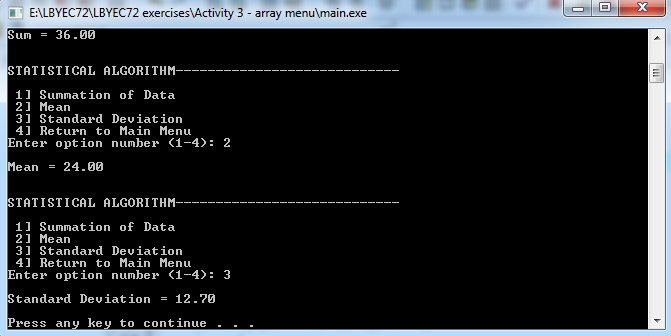 E:\LBYEC72\LBYEC72 exercises\Activity 3 - array menu\main.exe
Sum = 36.00
STATISTICAL ALGORITHM----------------------------
1] Summation of Data
2] Mean
3] Standard Deviation
4] Return to Main Menu
Enter option number (1-4): 2
Mean = 24.00
STATISTICAL ALGORITHM----------------------------
1] Summation of Data
2] Mean
3] Standard Deviation
4] Return to Main Menu
Enter option number (1-4): 3
Standard Deviation = 12.70
Press any key to continue . . .